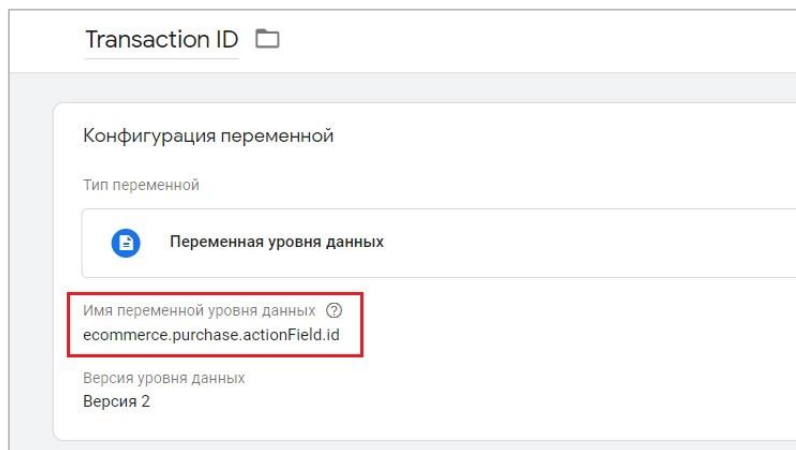 Transaction ID
Конфигурация переменной
Тип переменной
Переменная уровня данных
Имя переменной уровня данных
ecommerce.purchase.actionField.id
Версия уровня данных
Версия 2